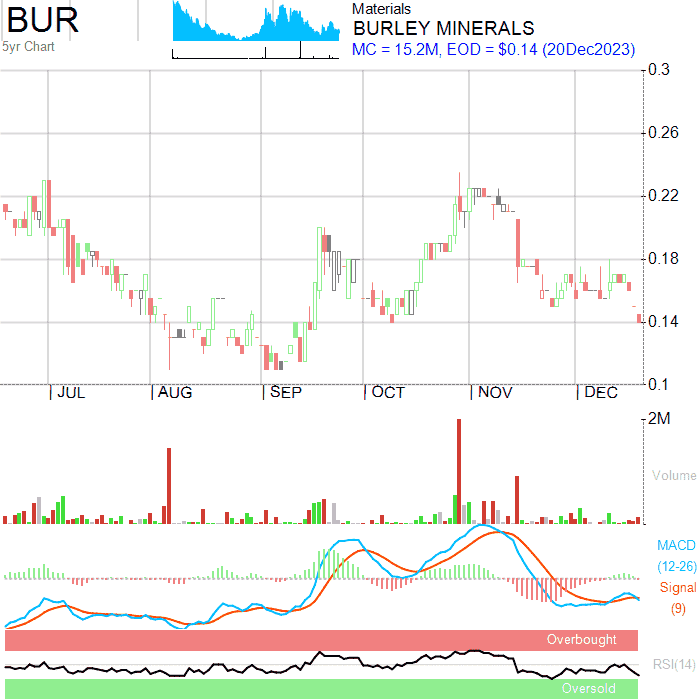 BUR
5yr Chart
Materials
BURLEY MINERALS
MC = 15.2M, EOD = $0.14 (20Dec2023)
0.3
0.26
0.22
0.18
0.14
0.1
JUL AUG SEP OCT NOV DEC
2M
Volume
MACD
(12-26)
Signal
(9)
Overbought
RSI(14)
Oversold